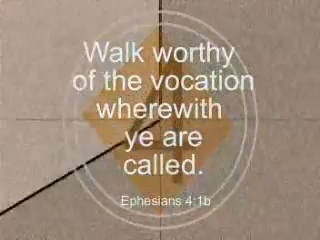 Walk worthy
of the vocation
wherewith
ye are
called.
Ephesians 4:1b